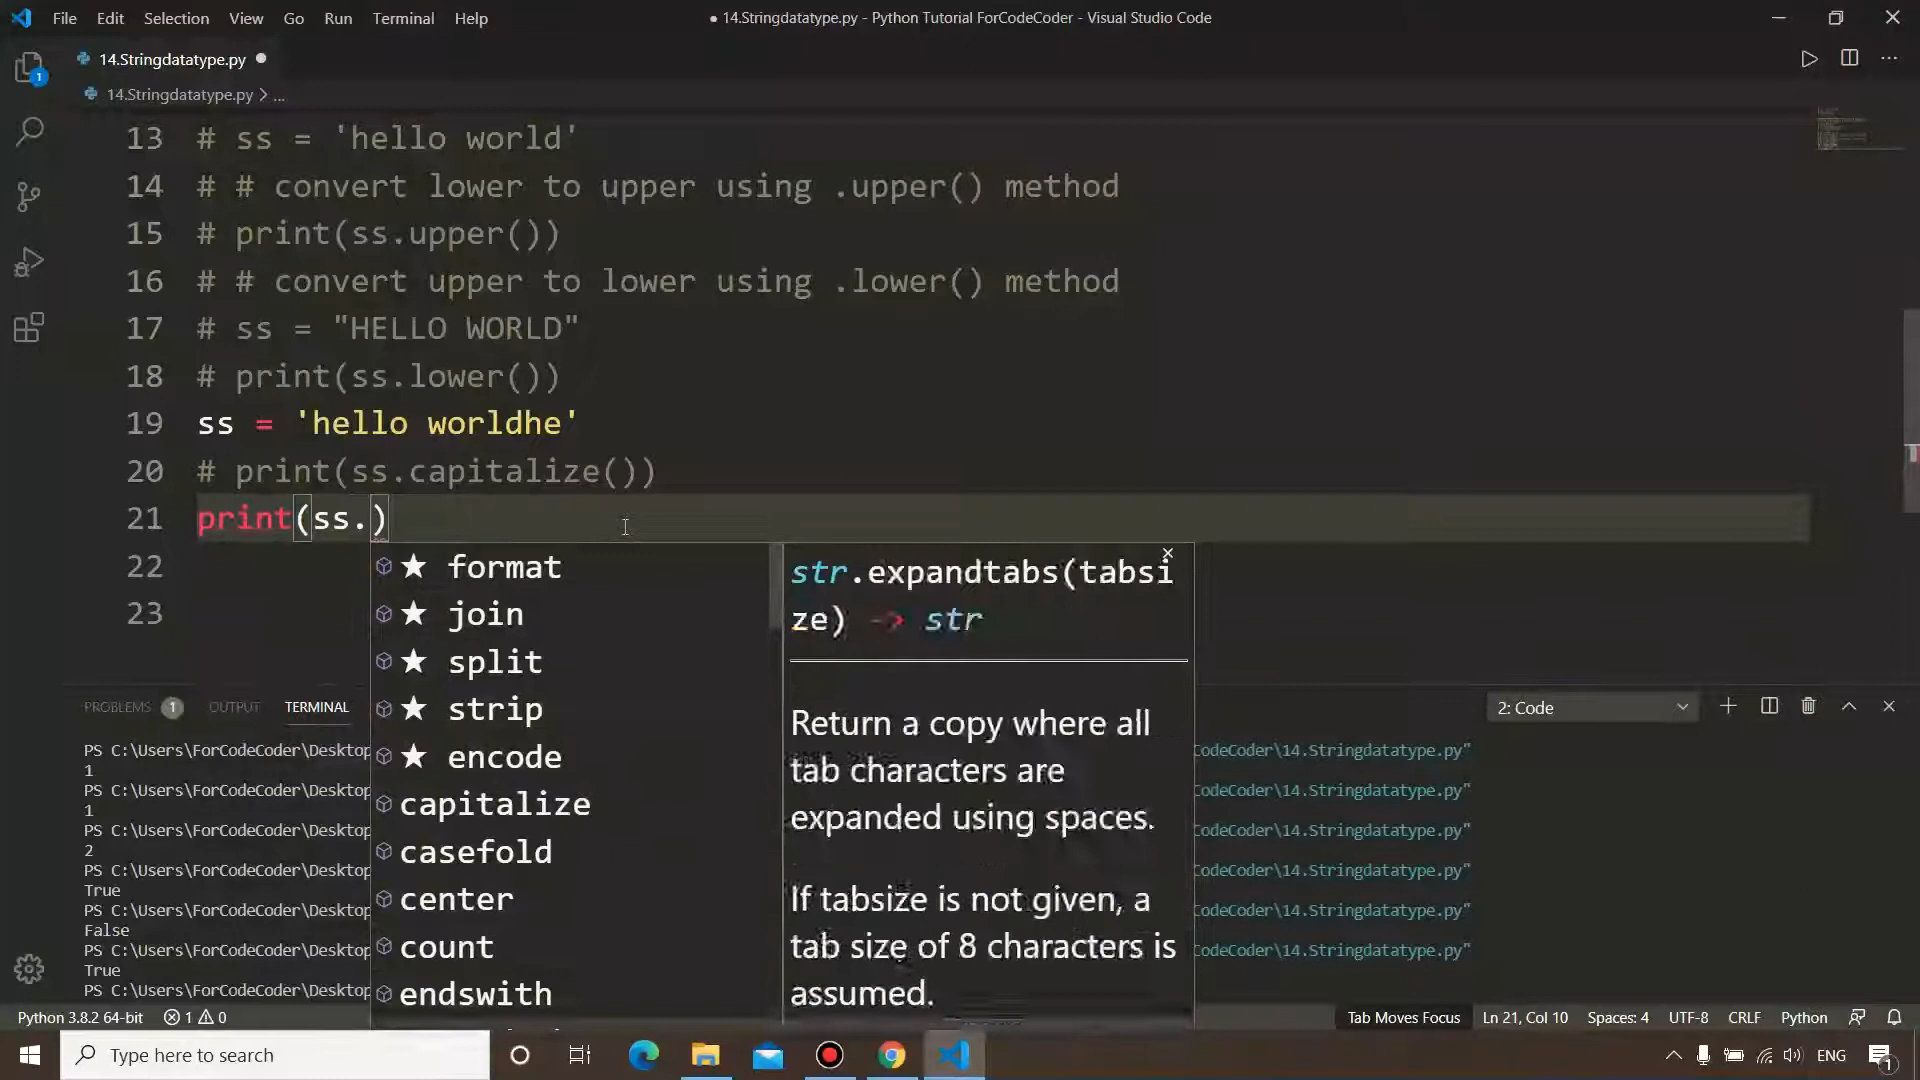 File Edit Selection View Go Run Terminal Help
● 14.Stringdatatype.py - Python Tutorial ForCodeCoder - Visual Studio Code
14.Stringdatatype.py
14.Stringdatatype.py > ...
13 # ss = 'hello world'
14 # # convert lower to upper using .upper() method
15 # print(ss.upper())
16 # # convert upper to lower using .lower() method
17 # ss = "HELLO WORLD"
18 # print(ss.lower())
19 ss = 'hello worldhe'
20 # print(ss.capitalize())
21 print(ss.)
22
23
★ format
★ join
★ split
★ strip
★ encode
capitalize
casefold
center
count
endswith
str.expandtabs(tabsi
ze) -> str
Return a copy where all
tab characters are
expanded using spaces.
If tabsize is not given, a
tab size of 8 characters is
assumed.
PROBLEMS 1 OUTPUT TERMINAL
2: Code
PS C:\Users\ForCodeCoder\Desktop CodeCoder\14.Stringdatatype.py"
1
PS C:\Users\ForCodeCoder\Desktop CodeCoder\14.Stringdatatype.py"
1
PS C:\Users\ForCodeCoder\Desktop CodeCoder\14.Stringdatatype.py"
2
PS C:\Users\ForCodeCoder\Desktop CodeCoder\14.Stringdatatype.py"
True
PS C:\Users\ForCodeCoder\Desktop CodeCoder\14.Stringdatatype.py"
False
PS C:\Users\ForCodeCoder\Desktop CodeCoder\14.Stringdatatype.py"
True
PS C:\Users\ForCodeCoder\Desktop
Python 3.8.2 64-bit 1 0 Tab Moves Focus Ln 21, Col 10 Spaces: 4 UTF-8 CRLF Python
Type here to search
ENG
1